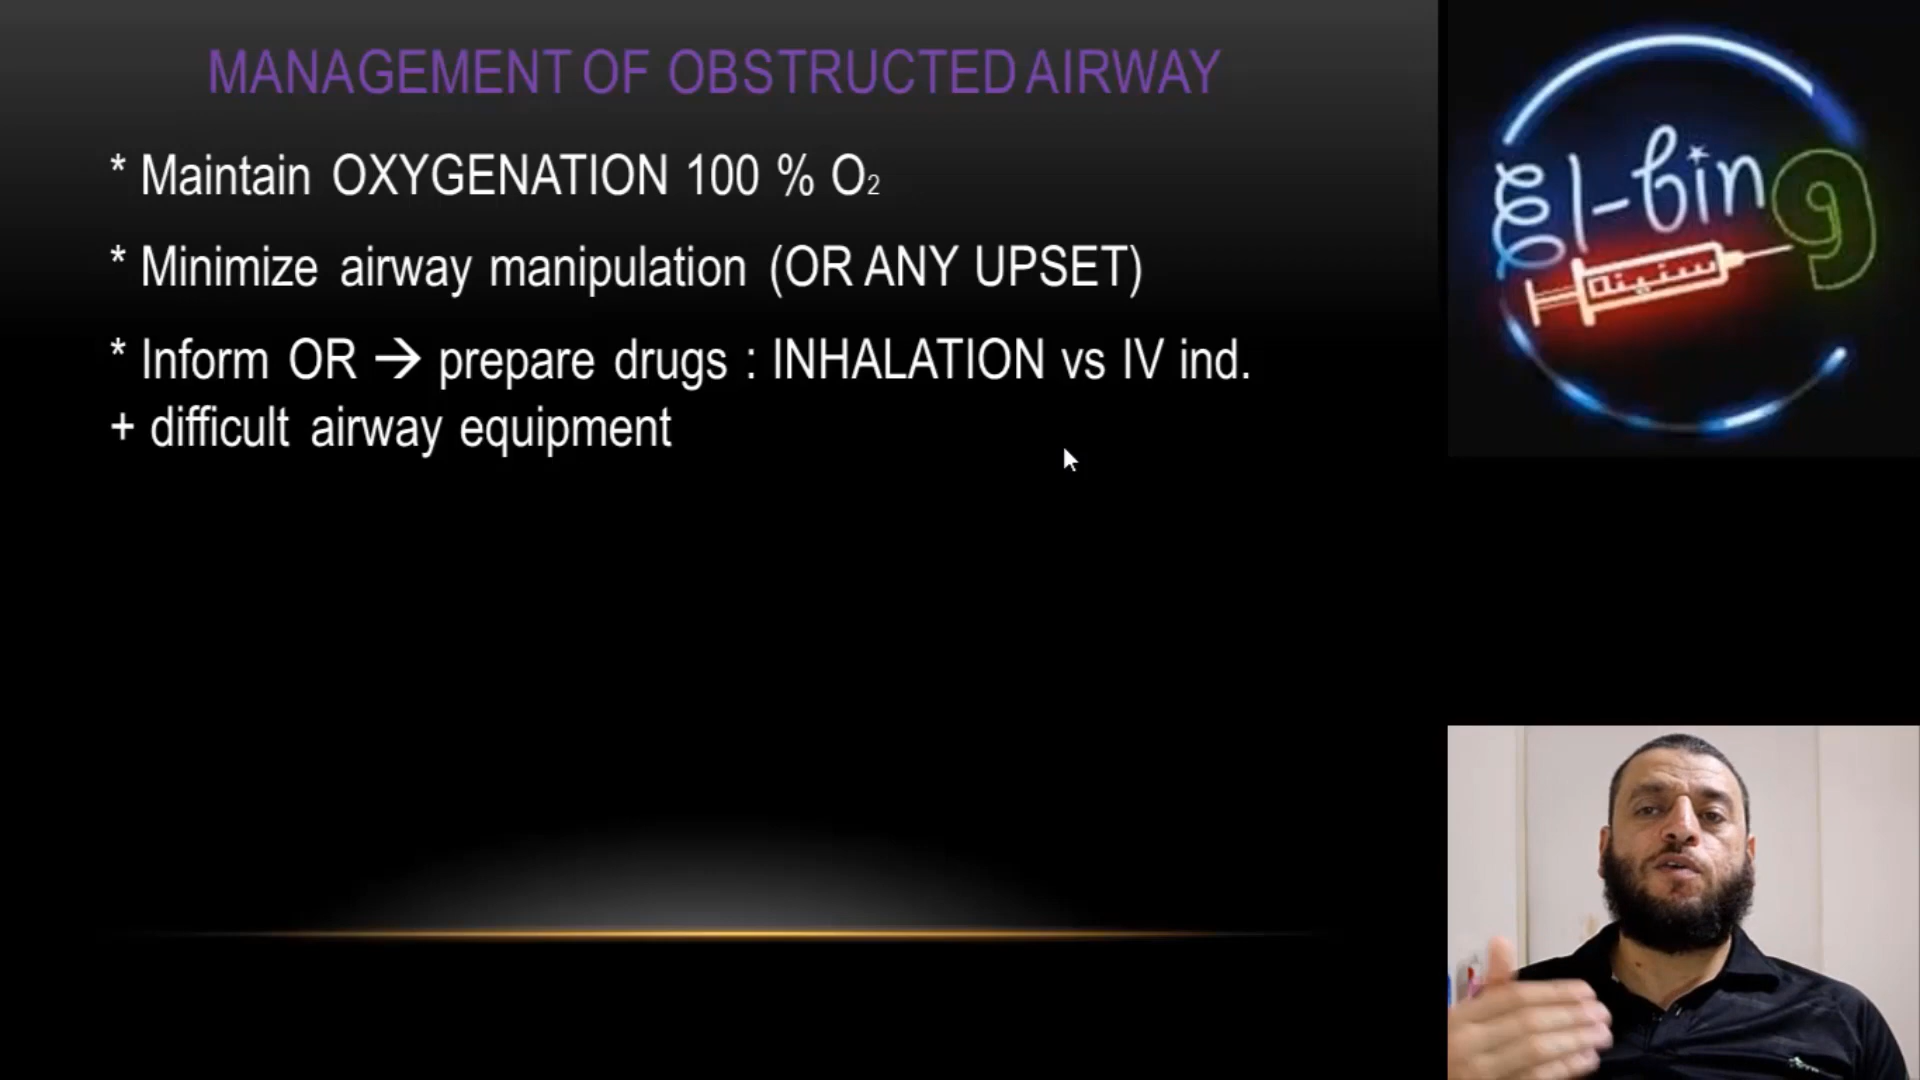 MANAGEMENT OF OBSTRUCTED AIRWAY
* Maintain OXYGENATION 100 % O₂
* Minimize airway manipulation (OR ANY UPSET)
* Inform OR → prepare drugs : INHALATION vs IV ind.
+ difficult airway equipment
El-bing